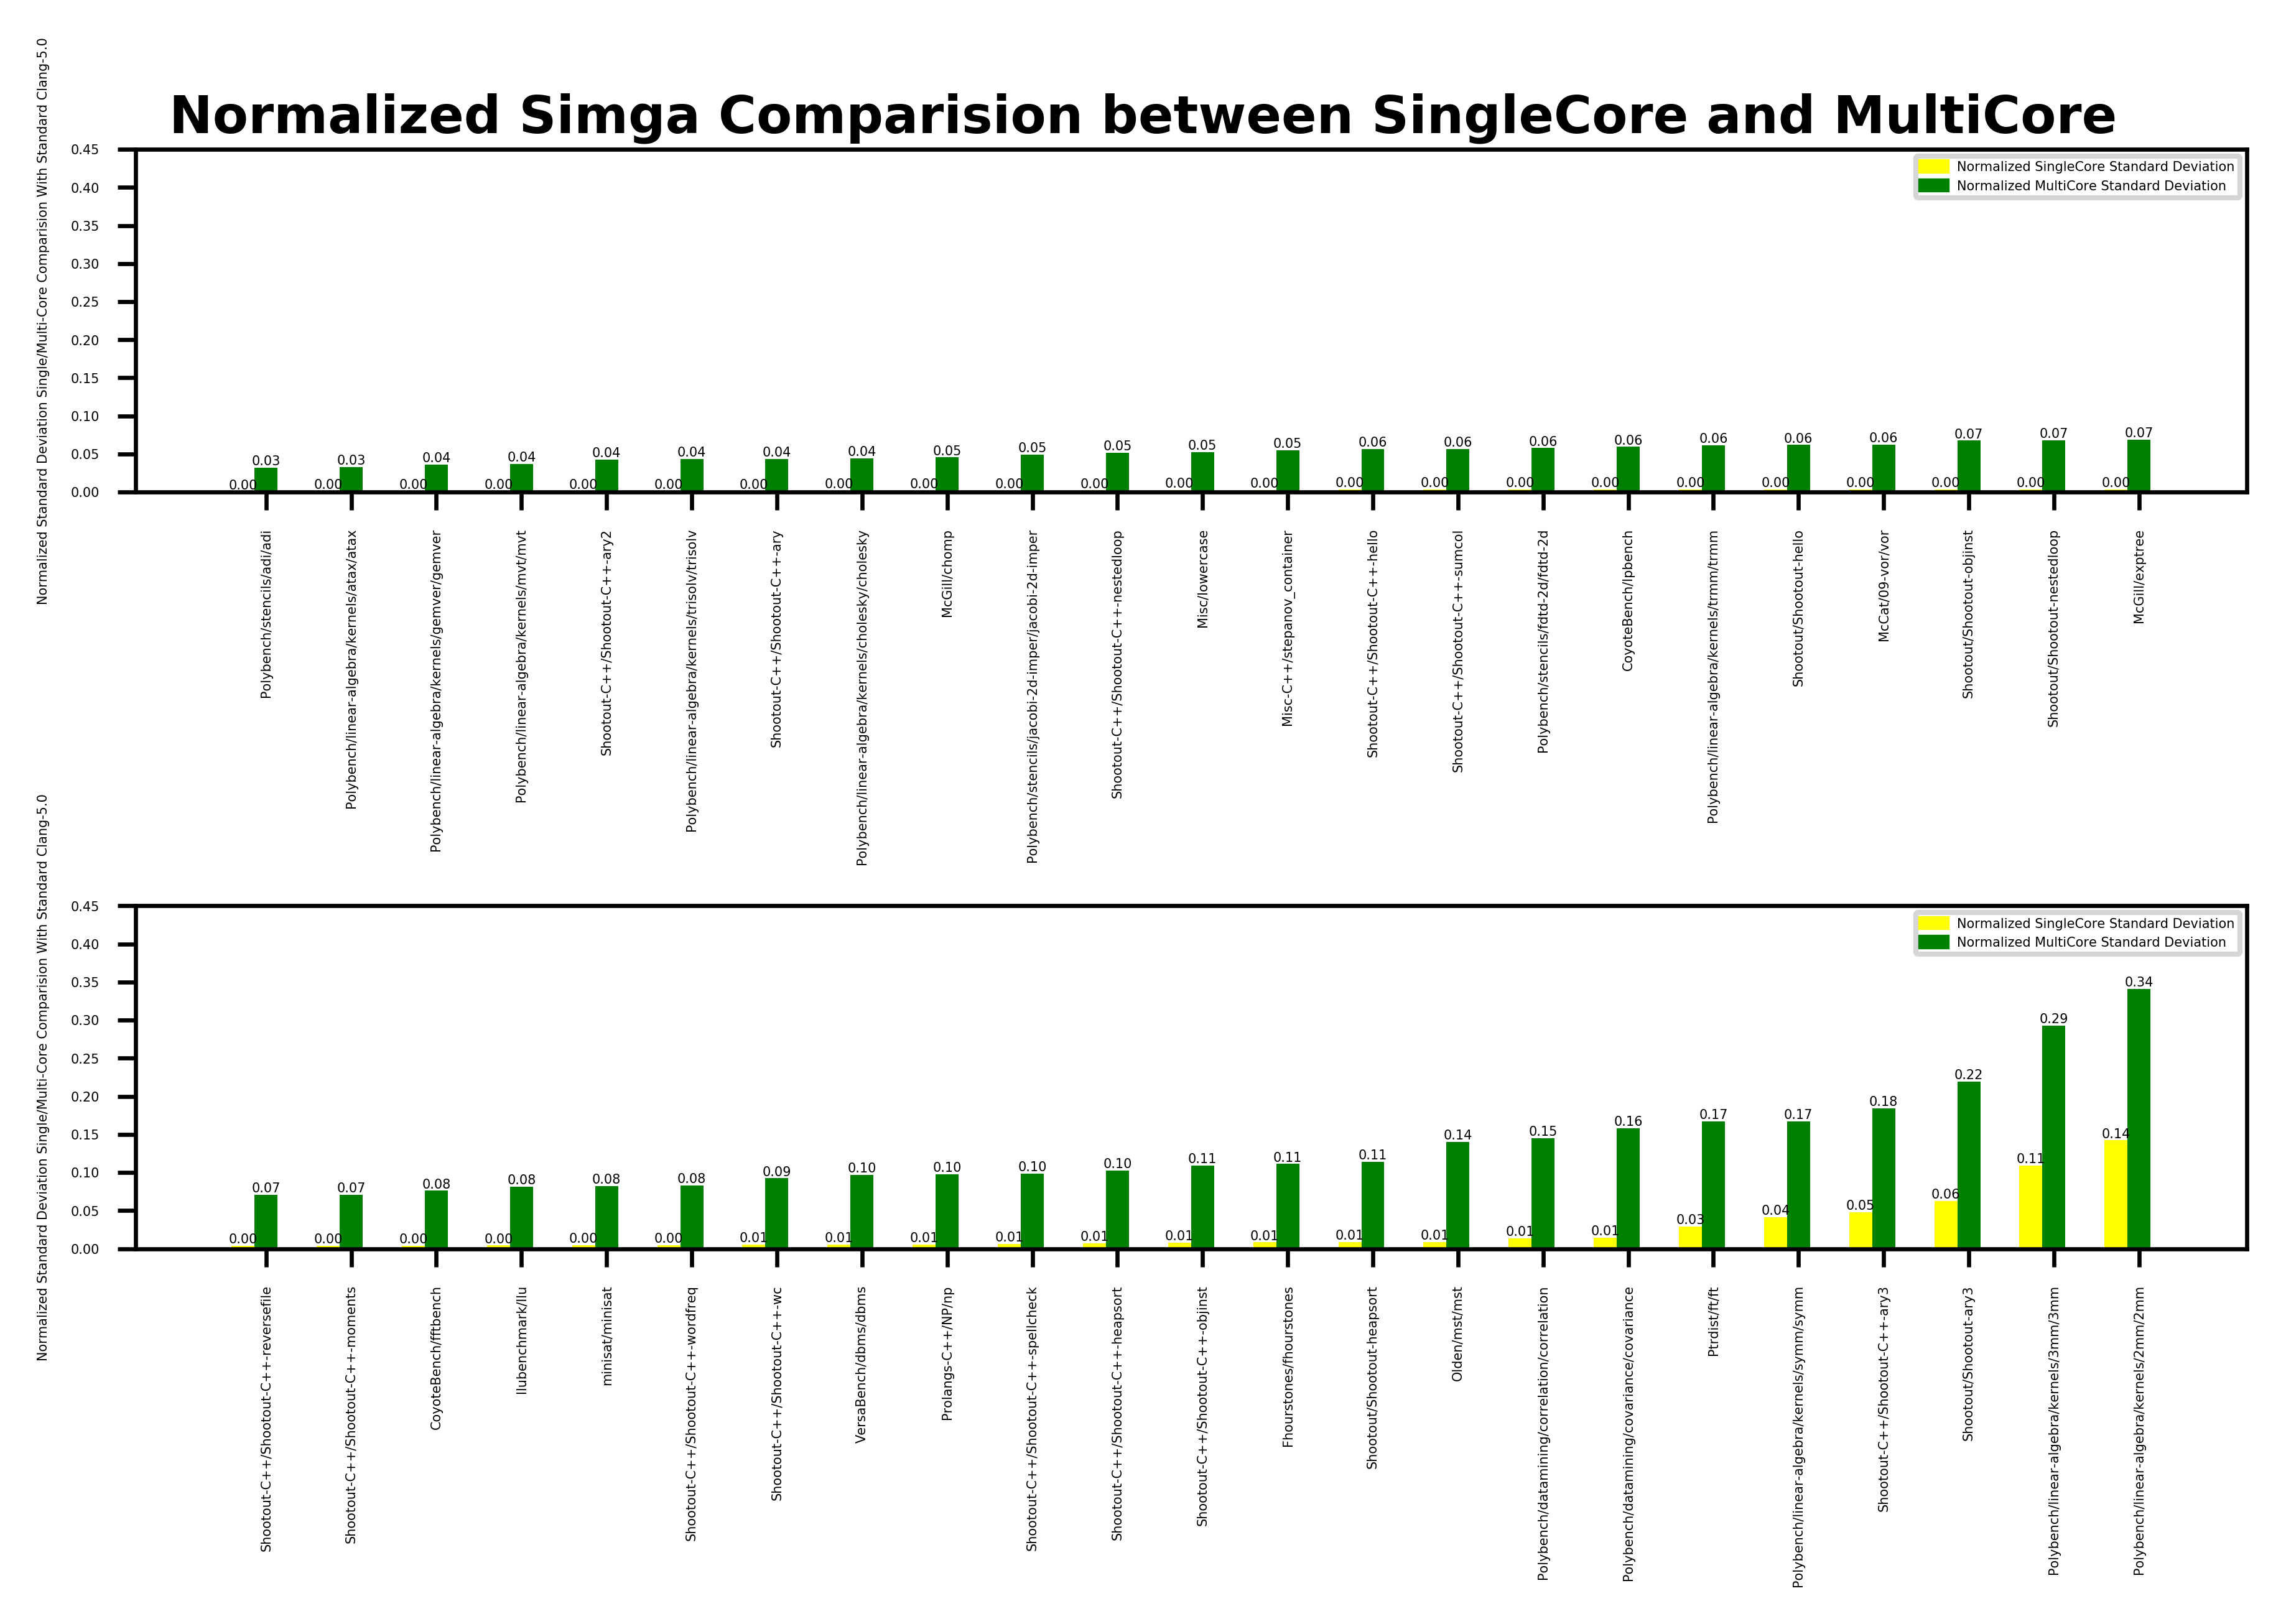 Normalized Simga Comparision between SingleCore and MultiCore
Normalized Standard Deviation Single/Multi-Core Comparision With Standard Clang-5.0
0.45
0.40
0.35
0.30
0.25
0.20
0.15
0.10
0.05
0.00
Normalized SingleCore Standard Deviation
Normalized MultiCore Standard Deviation
0.03 0.03 0.04 0.04 0.04 0.04 0.04 0.04 0.05 0.05 0.05 0.05 0.05 0.06 0.06 0.06 0.06 0.06 0.06 0.06 0.07 0.07 0.07
0.00 0.00 0.00 0.00 0.00 0.00 0.00 0.00 0.00 0.00 0.00 0.00 0.00 0.00 0.00 0.00 0.00 0.00 0.00 0.00 0.00 0.00 0.00
Polybench/stencils/adi/adi
Polybench/linear-algebra/kernels/atax/atax
Polybench/linear-algebra/kernels/gemver/gemver
Polybench/linear-algebra/kernels/mvt/mvt
Shootout-C++/Shootout-C++-ary2
Polybench/linear-algebra/kernels/trisolv/trisolv
Shootout-C++/Shootout-C++-ary
Polybench/linear-algebra/kernels/cholesky/cholesky
McGill/chomp
Polybench/stencils/jacobi-2d-imper/jacobi-2d-imper
Shootout-C++/Shootout-C++-nestedloop
Misc/lowercase
Misc-C++/stepanov_container
Shootout-C++/Shootout-C++-hello
Shootout-C++/Shootout-C++-sumcol
Polybench/stencils/fdtd-2d/fdtd-2d
CoyoteBench/lpbench
Polybench/linear-algebra/kernels/trmm/trmm
Shootout/Shootout-hello
McCat/09-vor/vor
Shootout/Shootout-objinst
Shootout/Shootout-nestedloop
McGill/exptree
Normalized Standard Deviation Single/Multi-Core Comparision With Standard Clang-5.0
0.45
0.40
0.35
0.30
0.25
0.20
0.15
0.10
0.05
0.00
Normalized SingleCore Standard Deviation
Normalized MultiCore Standard Deviation
0.07 0.07 0.08 0.08 0.08 0.08 0.09 0.10 0.10 0.10 0.10 0.11 0.11 0.11 0.14 0.15 0.16 0.17 0.17 0.18 0.22 0.29 0.34
0.00 0.00 0.00 0.00 0.00 0.00 0.01 0.01 0.01 0.01 0.01 0.01 0.01 0.01 0.01 0.01 0.01 0.03 0.04 0.05 0.06 0.11 0.14
Shootout-C++/Shootout-C++-reversefile
Shootout-C++/Shootout-C++-moments
CoyoteBench/fftbench
llubenchmark/llu
minisat/minisat
Shootout-C++/Shootout-C++-wordfreq
Shootout-C++/Shootout-C++-wc
VersaBench/dbms/dbms
Prolangs-C++/NP/np
Shootout-C++/Shootout-C++-spellcheck
Shootout-C++/Shootout-C++-heapsort
Shootout-C++/Shootout-C++-objinst
Fhourstones/fhourstones
Shootout/Shootout-heapsort
Olden/mst/mst
Polybench/datamining/correlation/correlation
Polybench/datamining/covariance/covariance
Ptrdist/ft/ft
Polybench/linear-algebra/kernels/symm/symm
Shootout-C++/Shootout-C++-ary3
Shootout/Shootout-ary3
Polybench/linear-algebra/kernels/3mm/3mm
Polybench/linear-algebra/kernels/2mm/2mm